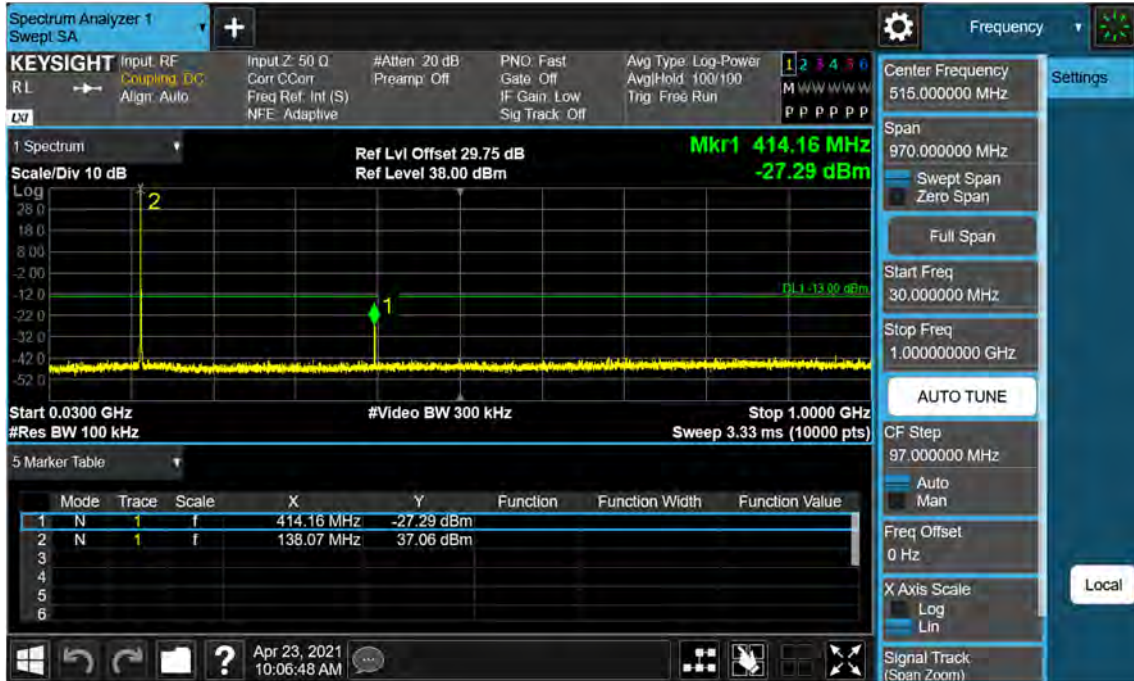 Spectrum Analyzer 1
Swept SA
+
Frequency
KEYSIGHT
RL
LXI
Input: RF
Coupling: DC
Align: Auto
Input Z: 50 Ω
Corr CCorr
Freq Ref: Int (S)
NFE: Adaptive
#Atten: 20 dB
Preamp: Off
PNO: Fast
Gate: Off
IF Gain: Low
Sig Track: Off
Avg Type: Log-Power
Avg|Hold: 100/100
Trig: Free Run
1 2 3 4 5 6
M W W W W W
P P P P P P
1 Spectrum
Scale/Div 10 dB
Ref Lvl Offset 29.75 dB
Ref Level 38.00 dBm
Mkr1 414.16 MHz
-27.29 dBm
Log
28.0
18.0
8.00
-2.00
-12.0
-22.0
-32.0
-42.0
-52.0
2
1
DL1 -13.00 dBm
Start 0.0300 GHz
#Res BW 100 kHz
#Video BW 300 kHz
Stop 1.0000 GHz
Sweep 3.33 ms (10000 pts)
5 Marker Table
Mode Trace Scale X Y Function Function Width Function Value
1 N 1 f 414.16 MHz -27.29 dBm
2 N 1 f 138.07 MHz 37.06 dBm
3
4
5
6
?
Apr 23, 2021
10:06:48 AM
Center Frequency
515.000000 MHz
Span
970.000000 MHz
Swept Span
Zero Span
Full Span
Start Freq
30.000000 MHz
Stop Freq
1.000000000 GHz
AUTO TUNE
CF Step
97.000000 MHz
Auto
Man
Freq Offset
0 Hz
X Axis Scale
Log
Lin
Signal Track
(Span Zoom)
Settings
Local